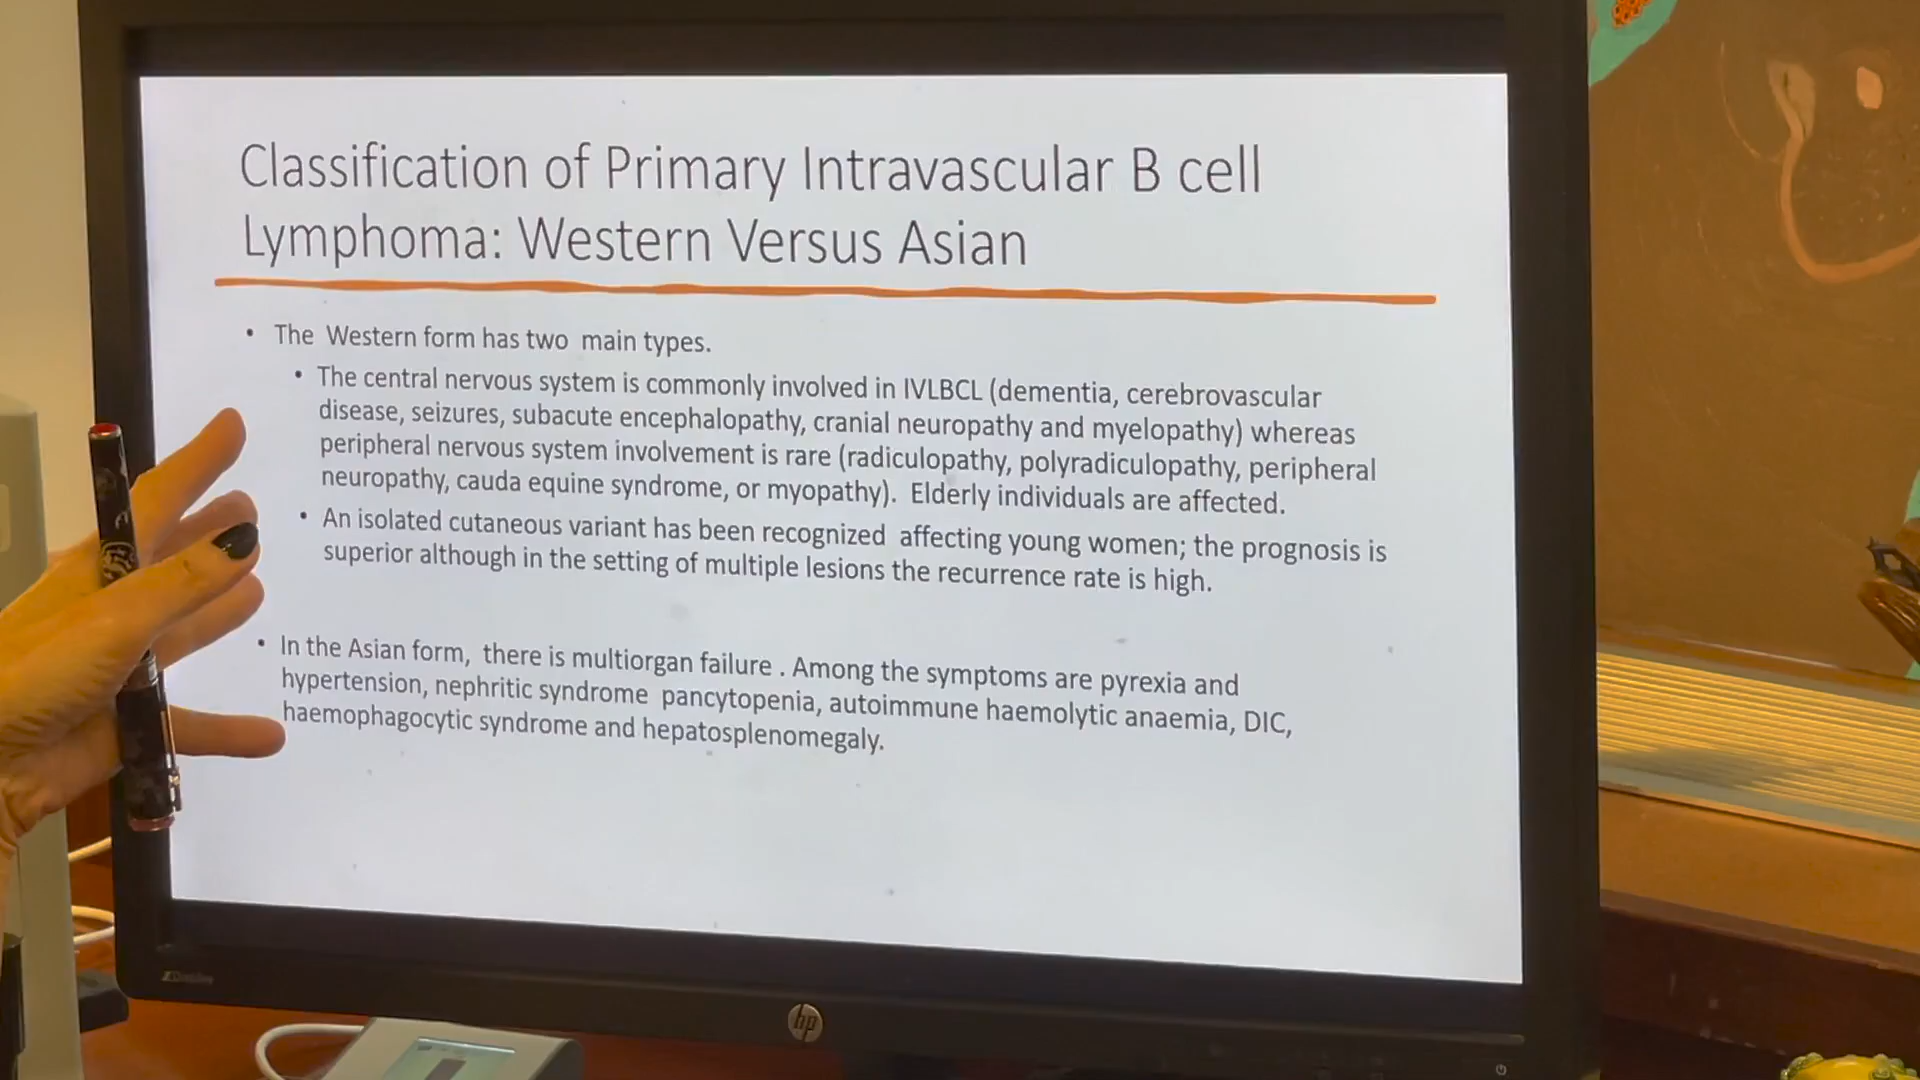 Classification of Primary Intravascular B cell
Lymphoma: Western Versus Asian
• The Western form has two main types.
• The central nervous system is commonly involved in IVLBCL (dementia, cerebrovascular
disease, seizures, subacute encephalopathy, cranial neuropathy and myelopathy) whereas
peripheral nervous system involvement is rare (radiculopathy, polyradiculopathy, peripheral
neuropathy, cauda equine syndrome, or myopathy). Elderly individuals are affected.
• An isolated cutaneous variant has been recognized affecting young women; the prognosis is
superior although in the setting of multiple lesions the recurrence rate is high.
• In the Asian form, there is multiorgan failure . Among the symptoms are pyrexia and
hypertension, nephritic syndrome pancytopenia, autoimmune haemolytic anaemia, DIC,
haemophagocytic syndrome and hepatosplenomegaly.
hp